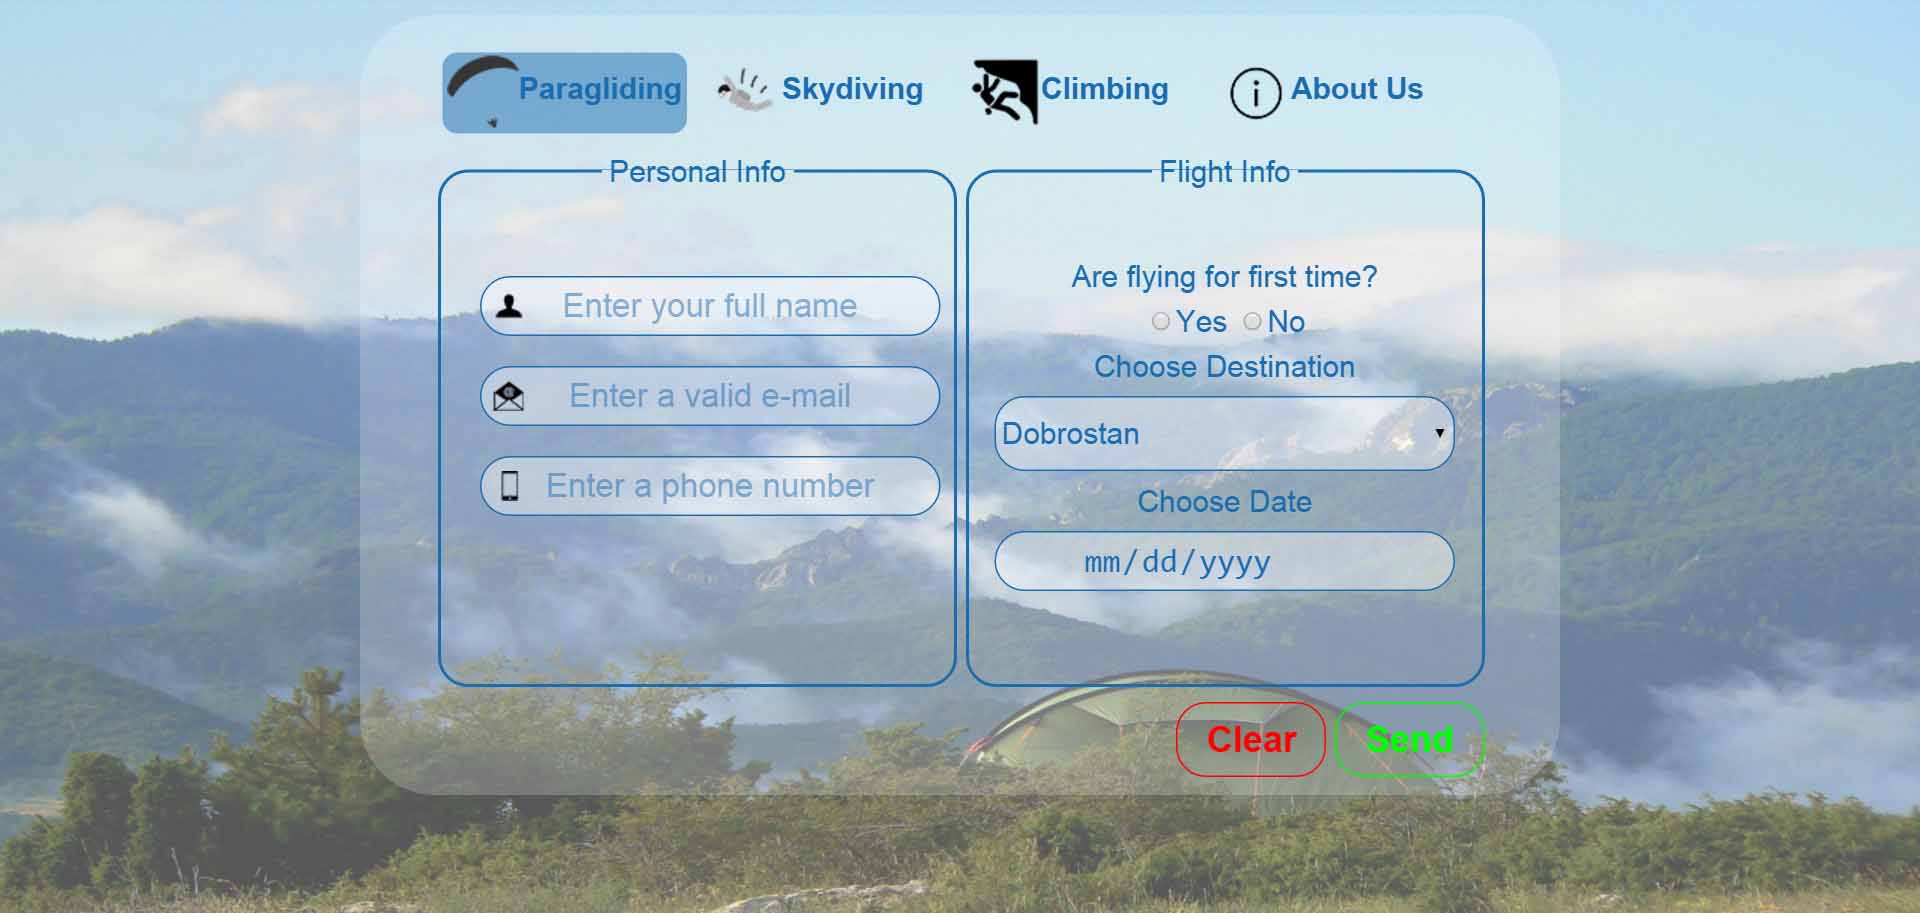 Paragliding
Skydiving
Climbing
About Us
Personal Info
Enter your full name
Enter a valid e-mail
Enter a phone number
Flight Info
Are flying for first time?
Yes No
Choose Destination
Dobrostan
Choose Date
mm/dd/yyyy
Clear
Send